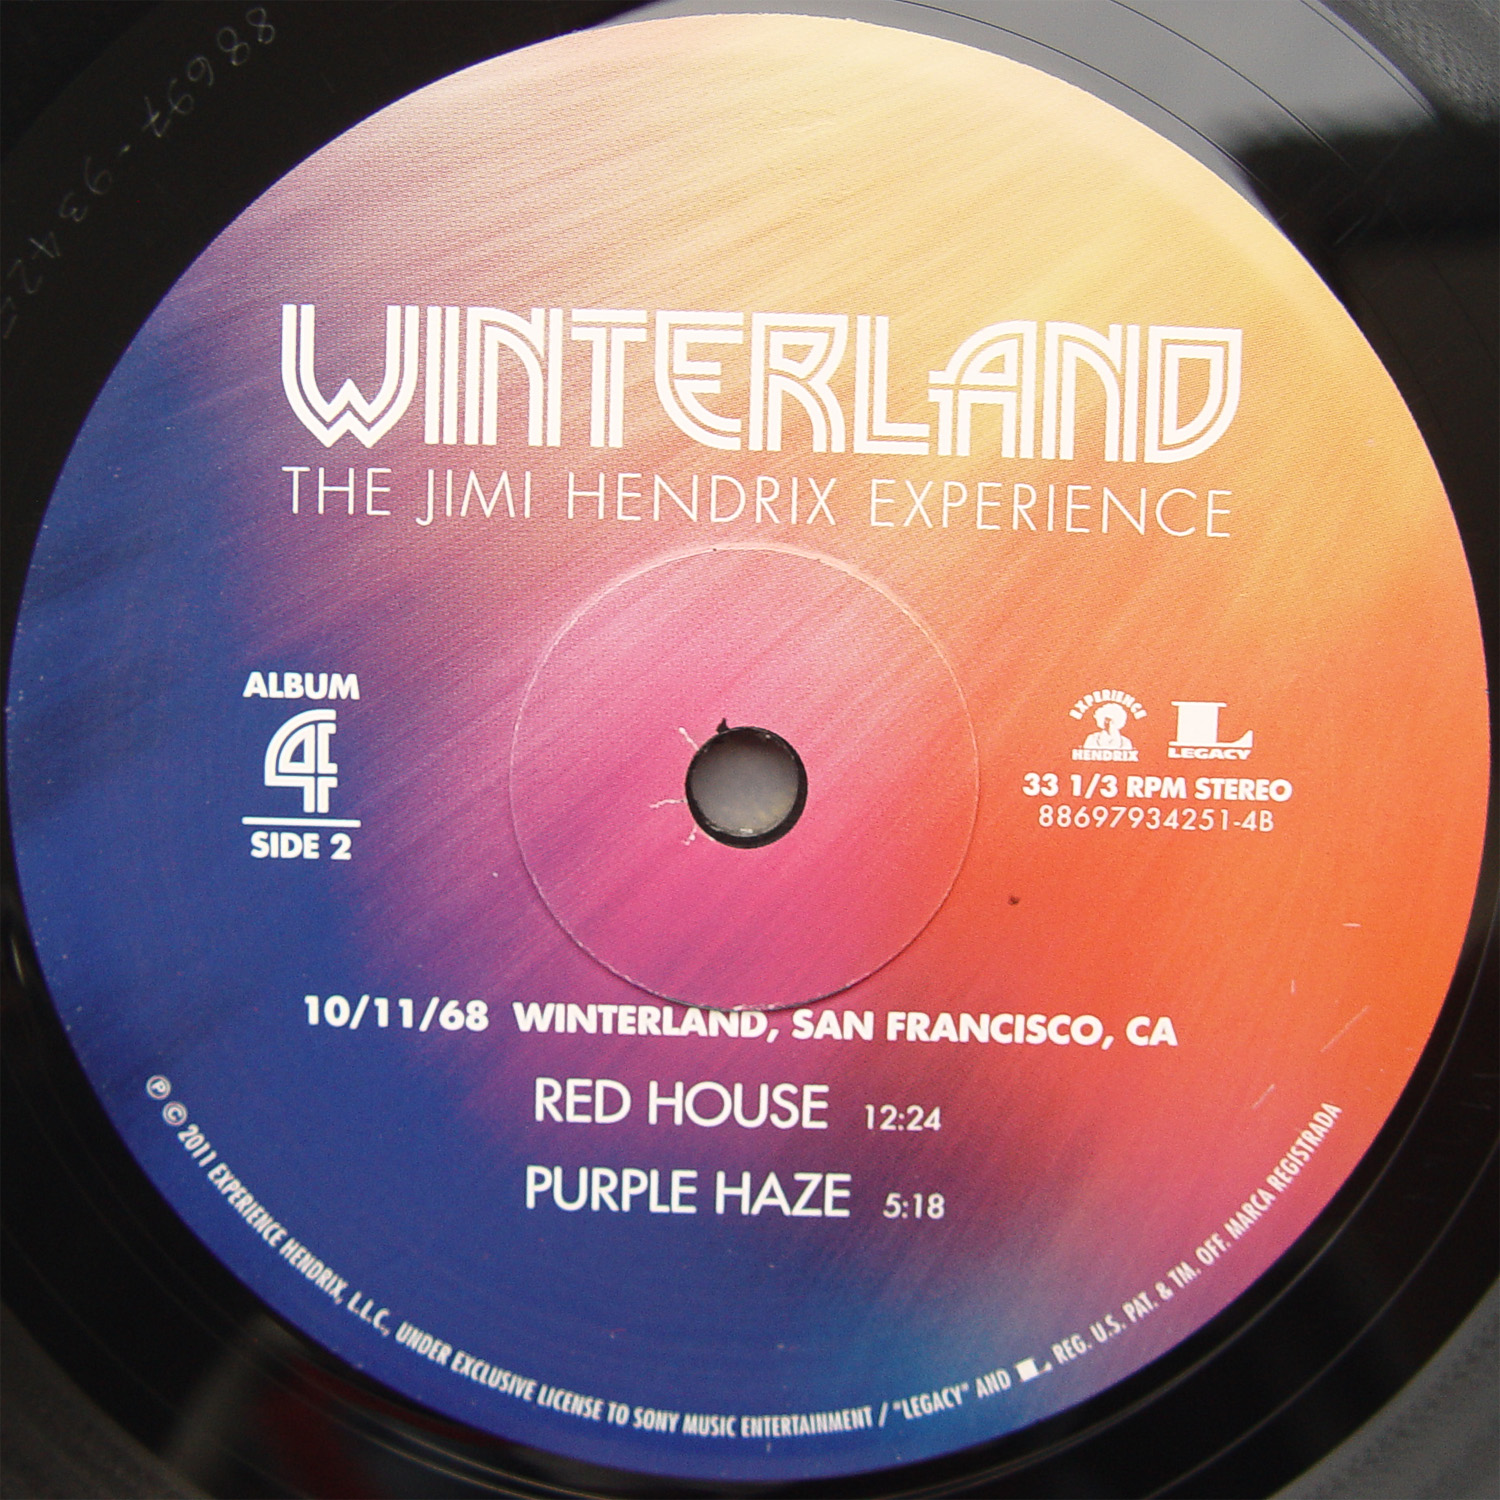 WINTERLAND
THE JIMI HENDRIX EXPERIENCE
ALBUM
4
SIDE 2
EXPERIENCE
HENDRIX
L
LEGACY
33 1/3 RPM STEREO
88697934251-4B
10/11/68 WINTERLAND, SAN FRANCISCO, CA
RED HOUSE 12:24
PURPLE HAZE 5:18
Ⓟ © 2011 EXPERIENCE HENDRIX, L.L.C., UNDER EXCLUSIVE LICENSE TO SONY MUSIC ENTERTAINMENT / "LEGACY" AND L REG. U.S. PAT. & TM. OFF. MARCA REGISTRADA